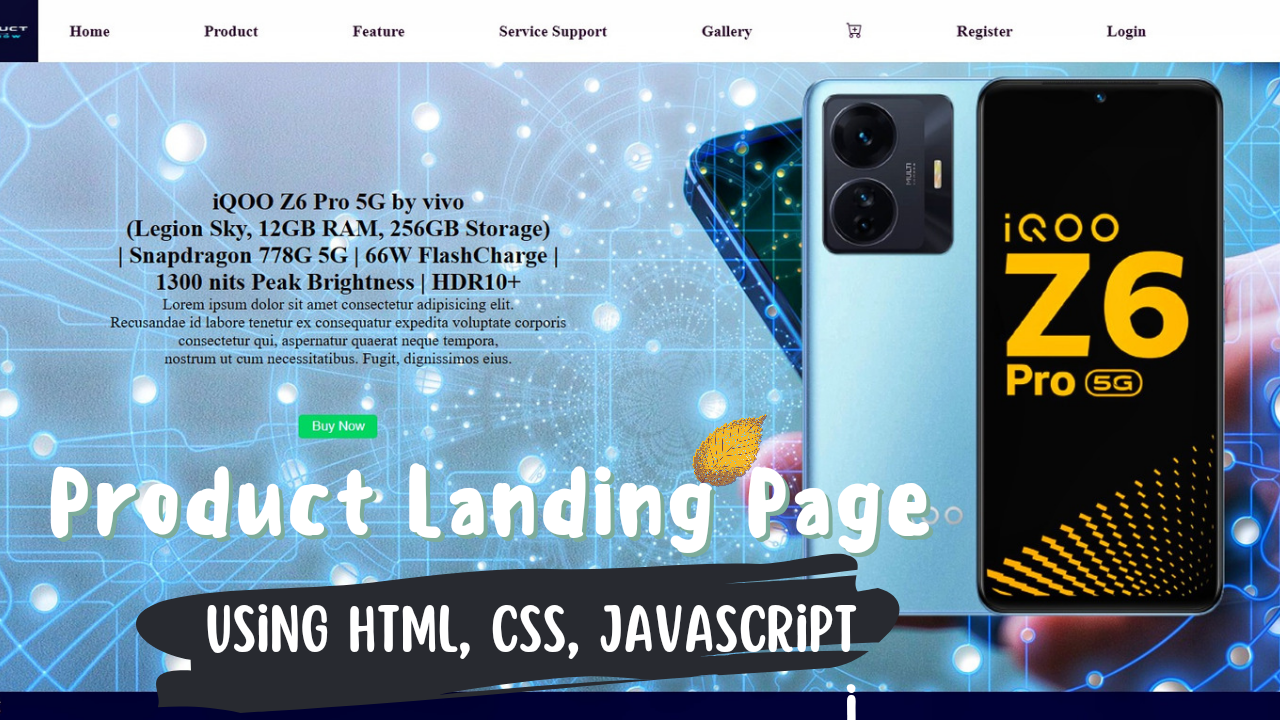 Home Product Feature Service Support Gallery Register Login
iQOO Z6 Pro 5G by vivo
(Legion Sky, 12GB RAM, 256GB Storage)
| Snapdragon 778G 5G | 66W FlashCharge |
1300 nits Peak Brightness | HDR10+
Lorem ipsum dolor sit amet consectetur adipisicing elit.
Recusandae id labore tenetur ex consequatur expedita voluptate corporis
consectetur qui, aspernatur quaerat neque tempora,
nostrum ut cum necessitatibus. Fugit, dignissimos eius.
Buy Now
MULTI
iQOO
Z6
Pro 5G
Product Landing Page
USiNG HTML, CSS, JAVASCRiPT